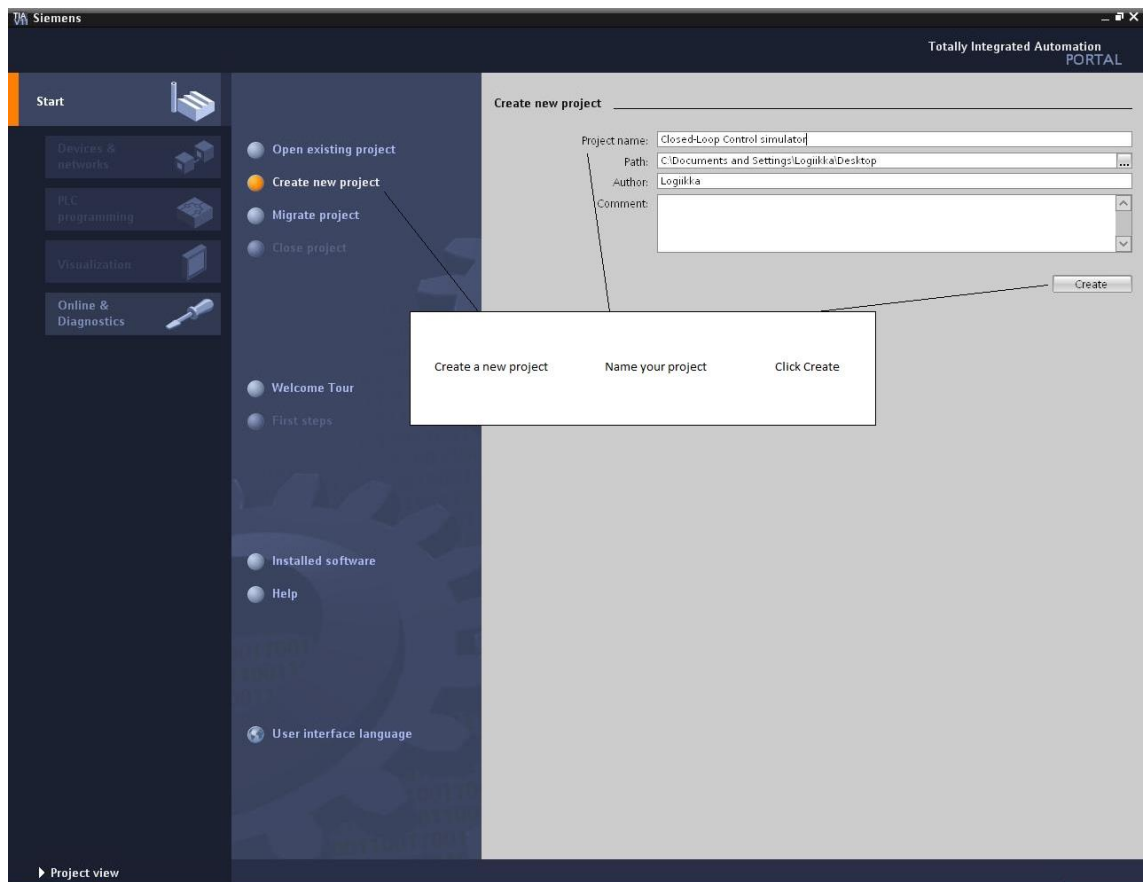 Siemens
Totally Integrated Automation
PORTAL
Start
Devices &
networks
PLC
programming
Visualization
Online &
Diagnostics
Open existing project
Create new project
Migrate project
Close project
Welcome Tour
First steps
Installed software
Help
User interface language
Create new project
Project name: Closed-Loop Control simulator
Path: C:\Documents and Settings\Logiikka\Desktop
...
Author: Logiikka
Comment:
Create
Create a new project Name your project Click Create
Project view